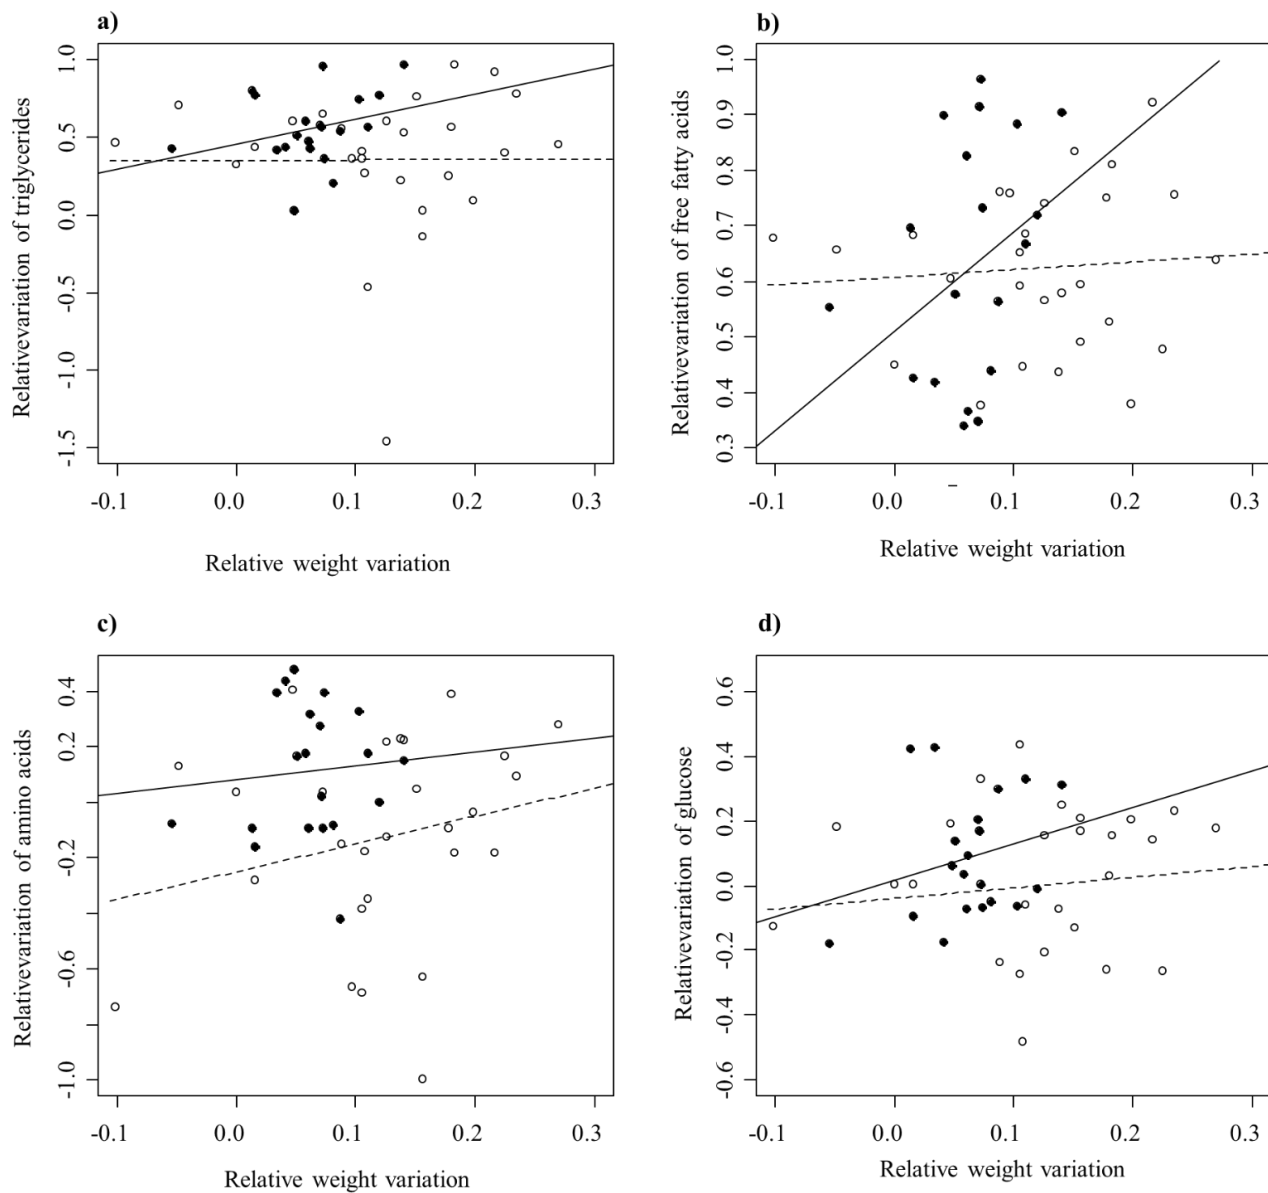 a)
Relativevariation of triglycerides
1.0
0.5
0.0
-0.5
-1.0
-1.5
-0.1 0.0 0.1 0.2 0.3
Relative weight variation
b)
Relativevariation of free fatty acids
1.0
0.9
0.8
0.7
0.6
0.5
0.4
0.3
-0.1 0.0 0.1 0.2 0.3
Relative weight variation
c)
Relativevariation of amino acids
0.4
0.2
-0.2
-0.6
-1.0
-0.1 0.0 0.1 0.2 0.3
Relative weight variation
d)
Relativevariation of glucose
0.6
0.4
0.2
0.0
-0.2
-0.4
-0.6
-0.1 0.0 0.1 0.2 0.3
Relative weight variation